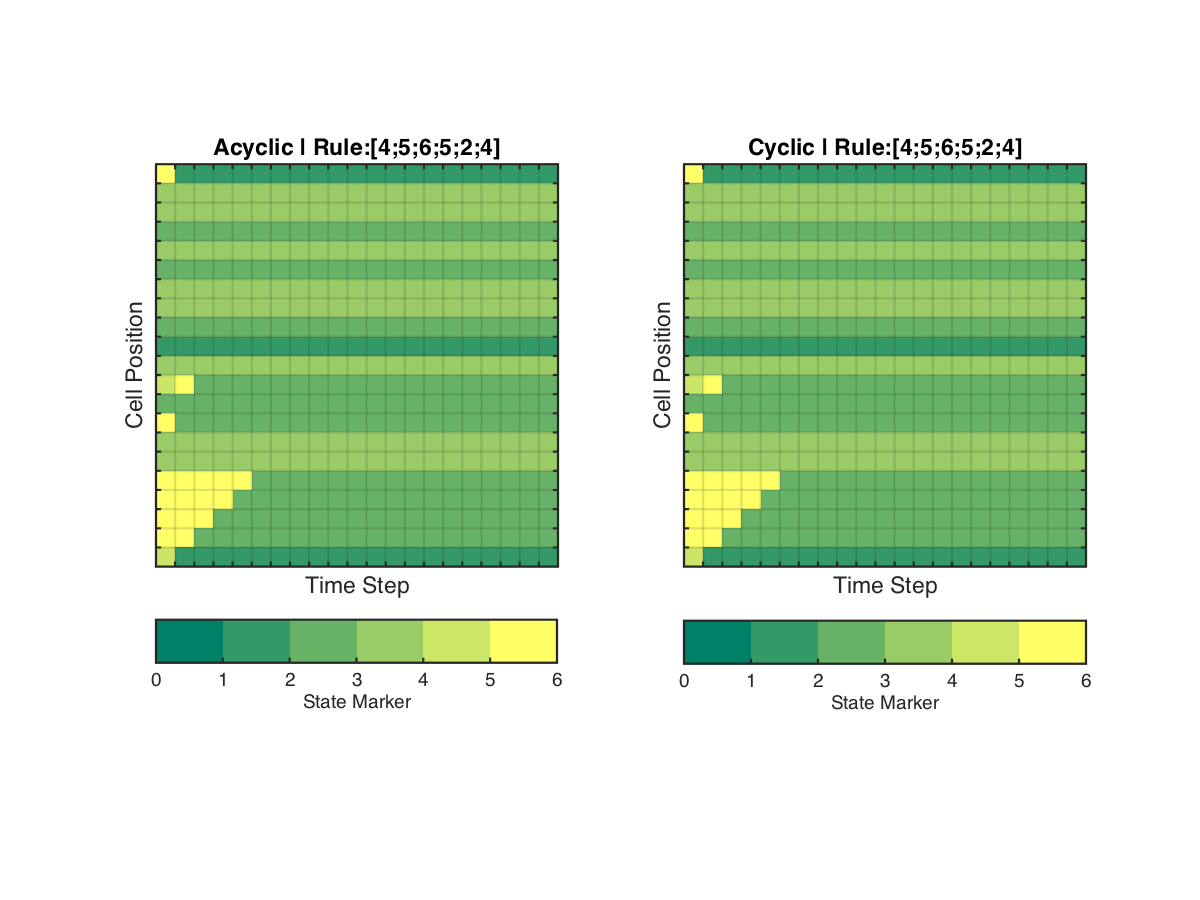 Acyclic | Rule:[4;5;6;5;2;4]
Cell Position
Time Step
0 1 2 3 4 5 6
State Marker
Cyclic | Rule:[4;5;6;5;2;4]
Cell Position
Time Step
0 1 2 3 4 5 6
State Marker